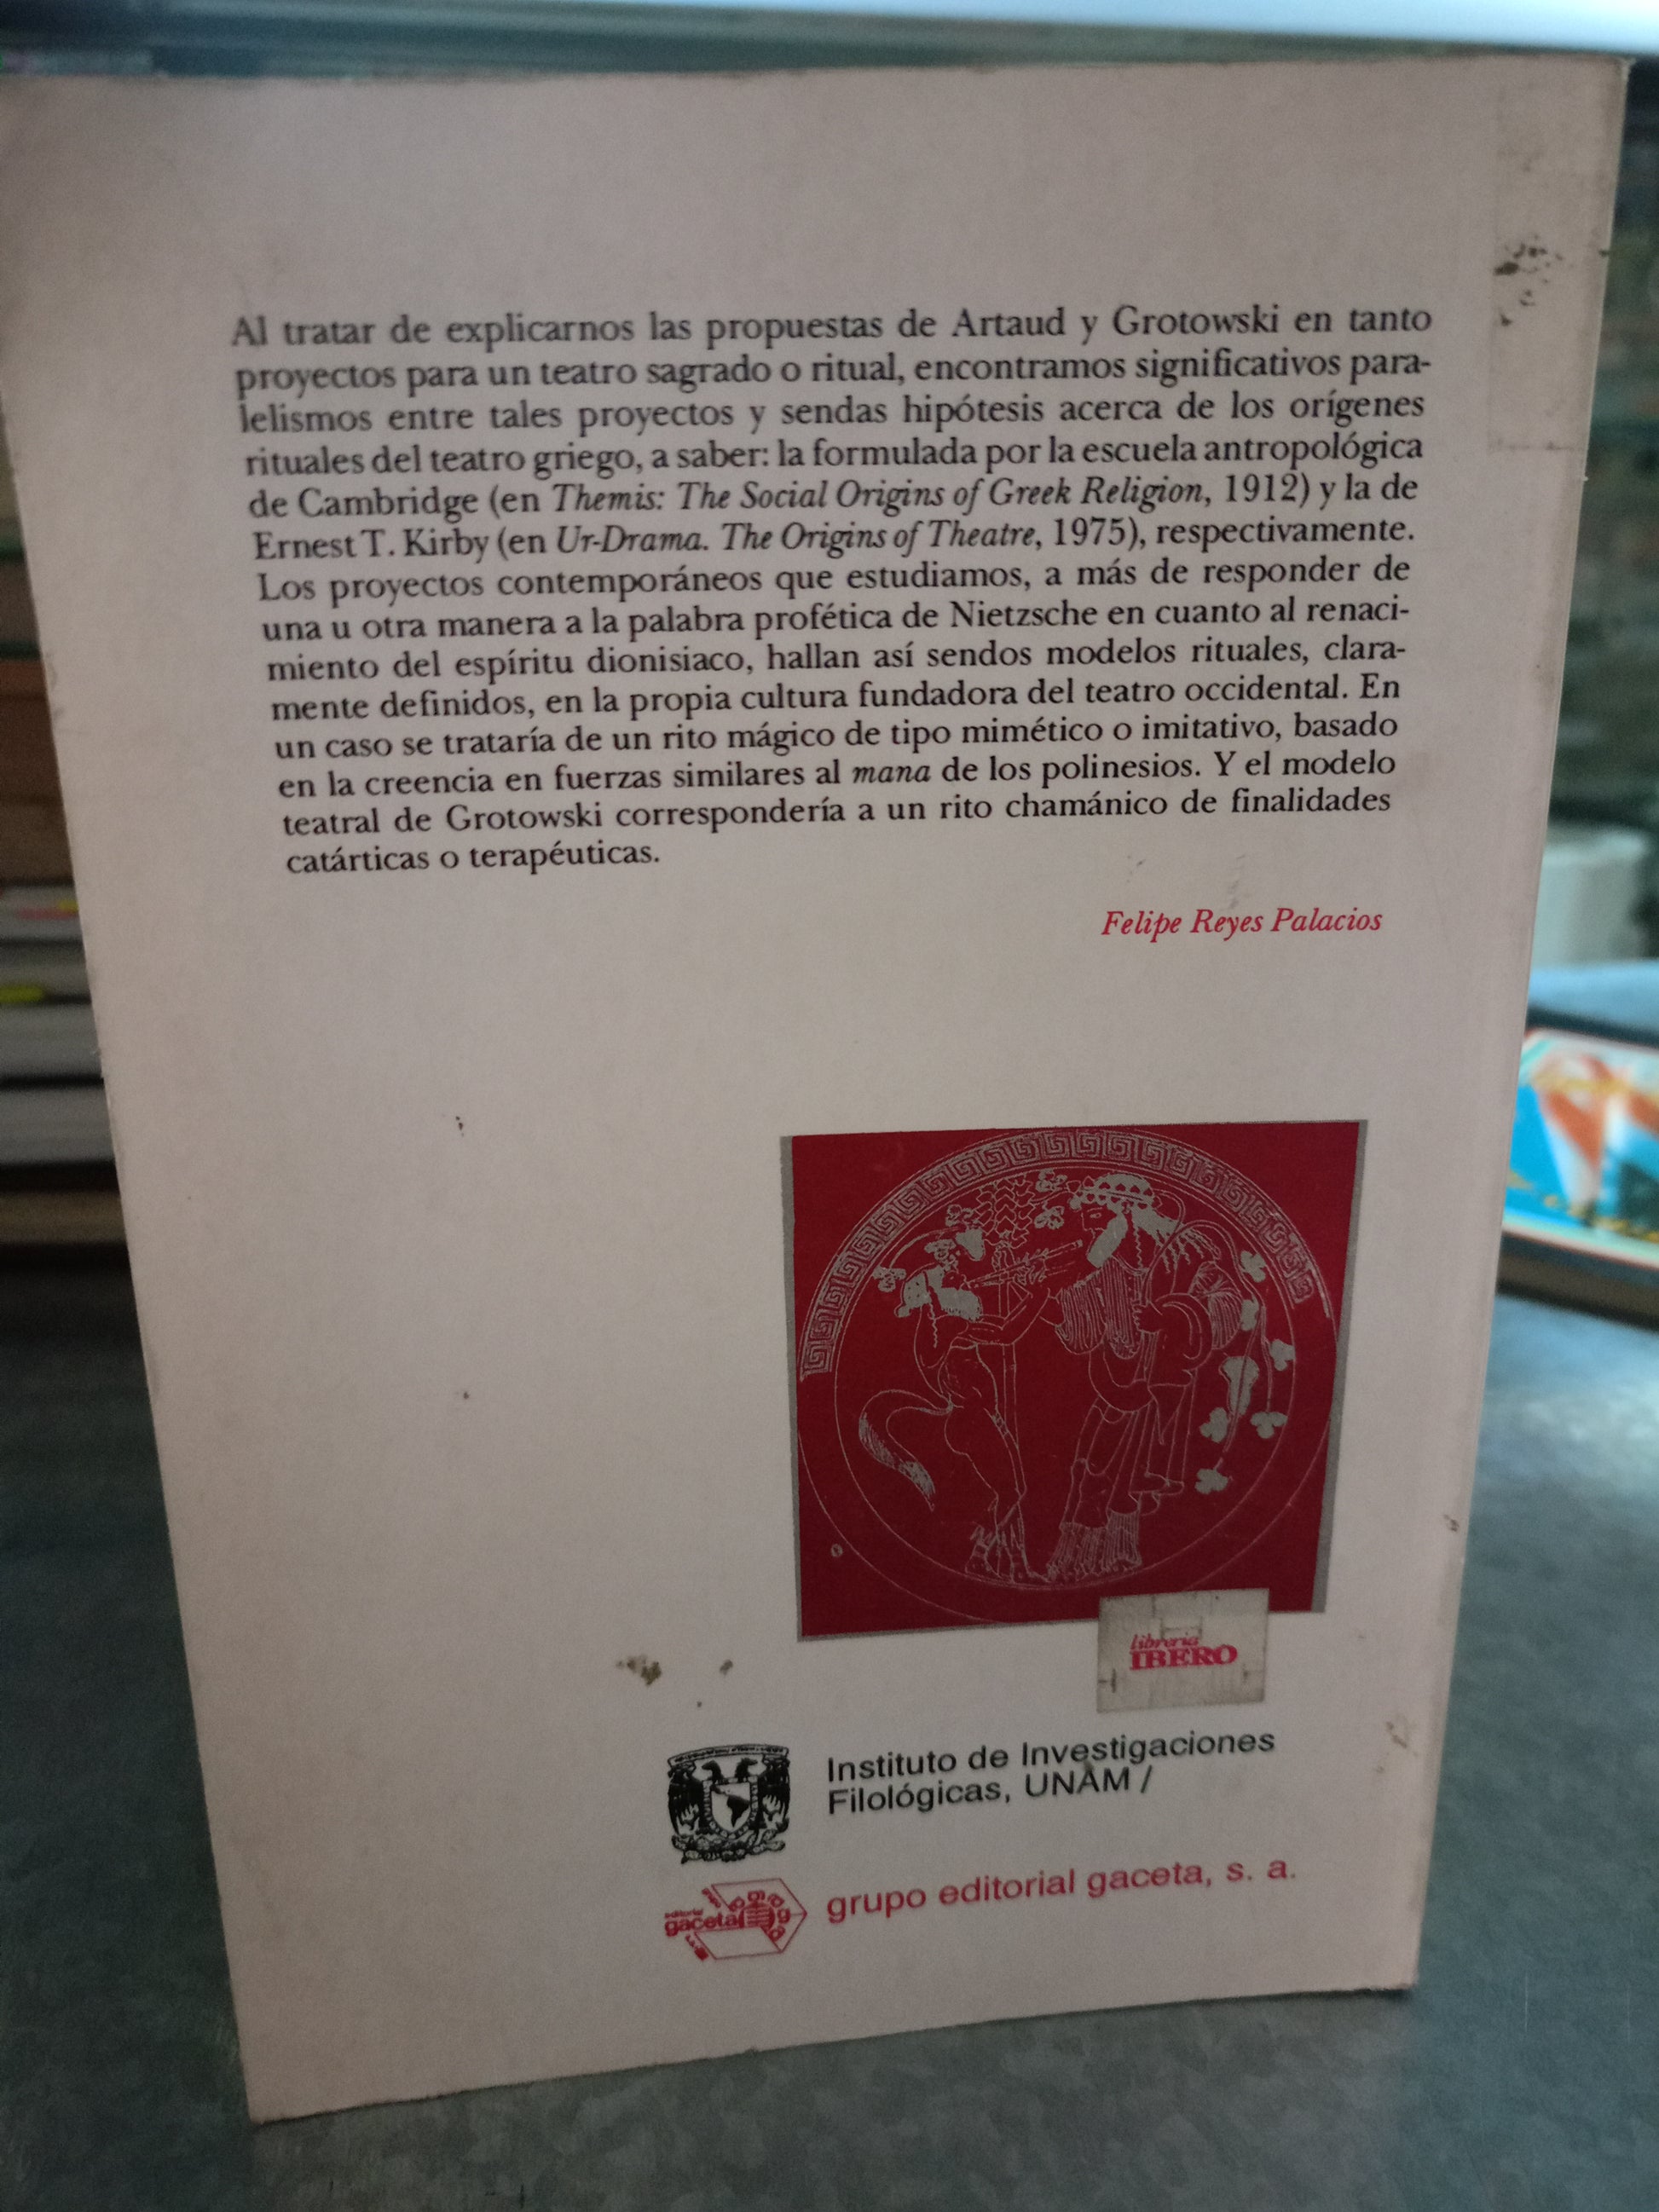 Al tratar de explicarnos las propuestas de Artaud y Grotowski en tanto
proyectos para un teatro sagrado o ritual, encontramos significativos para-
lelismos entre tales proyectos y sendas hipótesis acerca de los orígenes
rituales del teatro griego, a saber: la formulada por la escuela antropológica
de Cambridge (en Themis: The Social Origins of Greek Religion, 1912) y la de
Ernest T. Kirby (en Ur-Drama. The Origins of Theatre, 1975), respectivamente.
Los proyectos contemporáneos que estudiamos, a más de responder de
una u otra manera a la palabra profética de Nietzsche en cuanto al renaci-
miento del espíritu dionisiaco, hallan así sendos modelos rituales, clara-
mente definidos, en la propia cultura fundadora del teatro occidental. En
un caso se trataría de un rito mágico de tipo mimético o imitativo, basado
en la creencia en fuerzas similares al mana de los polinesios. Y el modelo
teatral de Grotowski correspondería a un rito chamánico de finalidades
catárticas o terapéuticas.
Felipe Reyes Palacios
librería
IBERO
Instituto de Investigaciones
Filológicas, UNAM /
editorial
gaceta
grupo editorial gaceta, s. a.